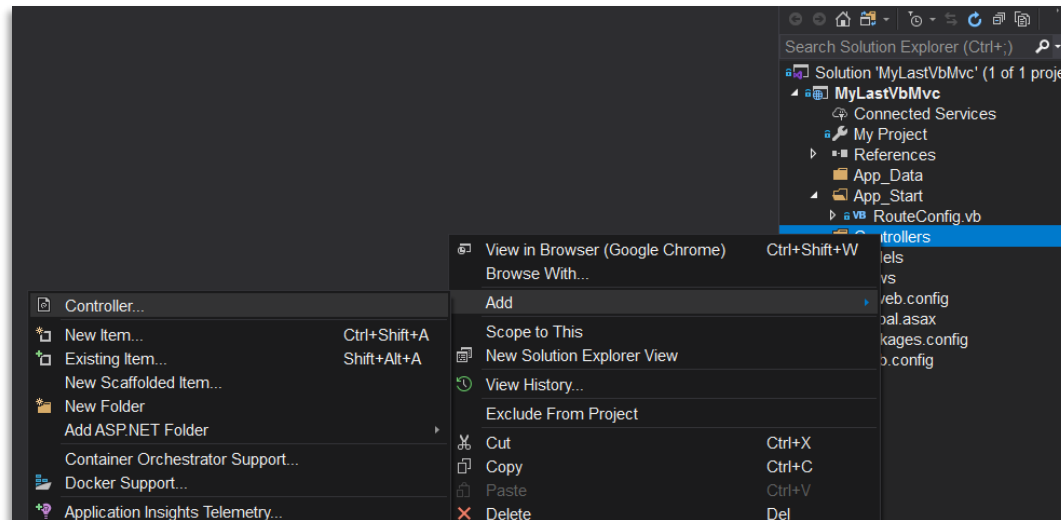 Search Solution Explorer (Ctrl+;)
Solution 'MyLastVbMvc' (1 of 1 proje
MyLastVbMvc
Connected Services
My Project
References
App_Data
App_Start
VB RouteConfig.vb
trollers
els
ws
eb.config
bal.asax
kages.config
b.config
View in Browser (Google Chrome) Ctrl+Shift+W
Browse With...
Add
Scope to This
New Solution Explorer View
View History...
Exclude From Project
Cut Ctrl+X
Copy Ctrl+C
Paste Ctrl+V
Delete Del
Controller...
New Item... Ctrl+Shift+A
Existing Item... Shift+Alt+A
New Scaffolded Item...
New Folder
Add ASP.NET Folder
Container Orchestrator Support...
Docker Support...
Application Insights Telemetry...